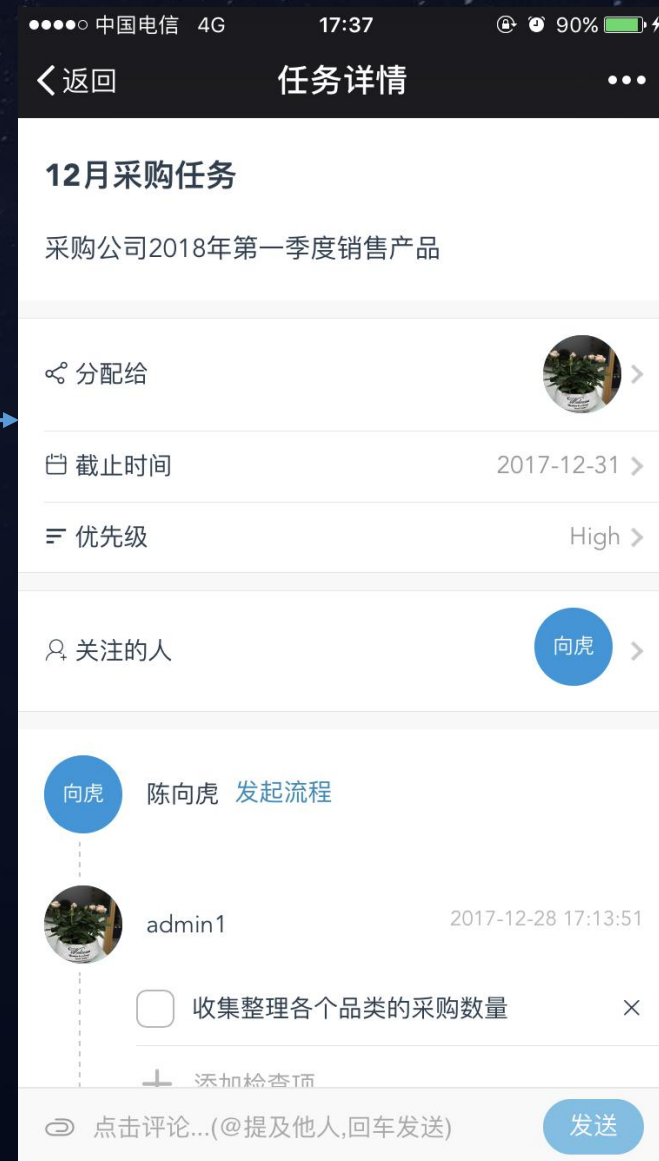 中国电信 4G 17:37 90%
返回 任务详情
12月采购任务
采购公司2018年第一季度销售产品
分配给
截止时间 2017-12-31
优先级 High
关注的人 向虎
向虎 陈向虎 发起流程
admin1 2017-12-28 17:13:51
收集整理各个品类的采购数量
添加检查项
点击评论...(@提及他人,回车发送) 发送